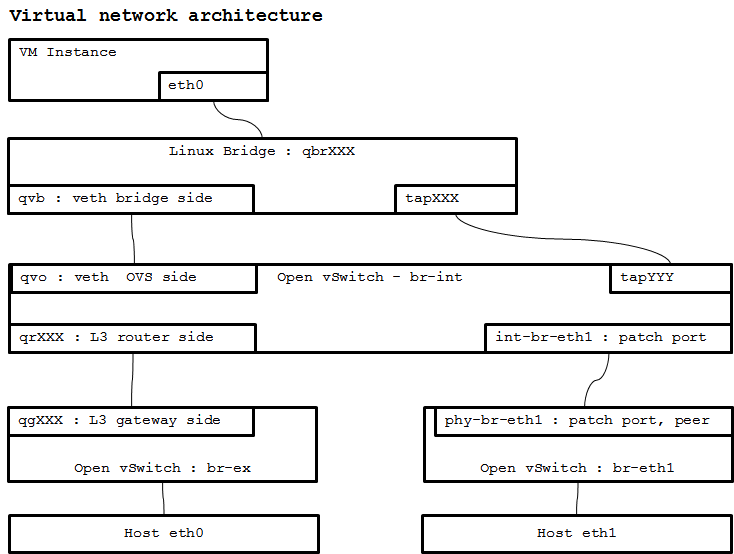 Virtual network architecture
VM Instance
eth0
Linux Bridge : qbrXXX
qvb : veth bridge side
tapXXX
qvo : veth  OVS side
Open vSwitch - br-int
tapYYY
qrXXX : L3 router side
int-br-eth1 : patch port
qgXXX : L3 gateway side
phy-br-eth1 : patch port, peer
Open vSwitch : br-ex
Open vSwitch : br-eth1
Host eth0
Host eth1